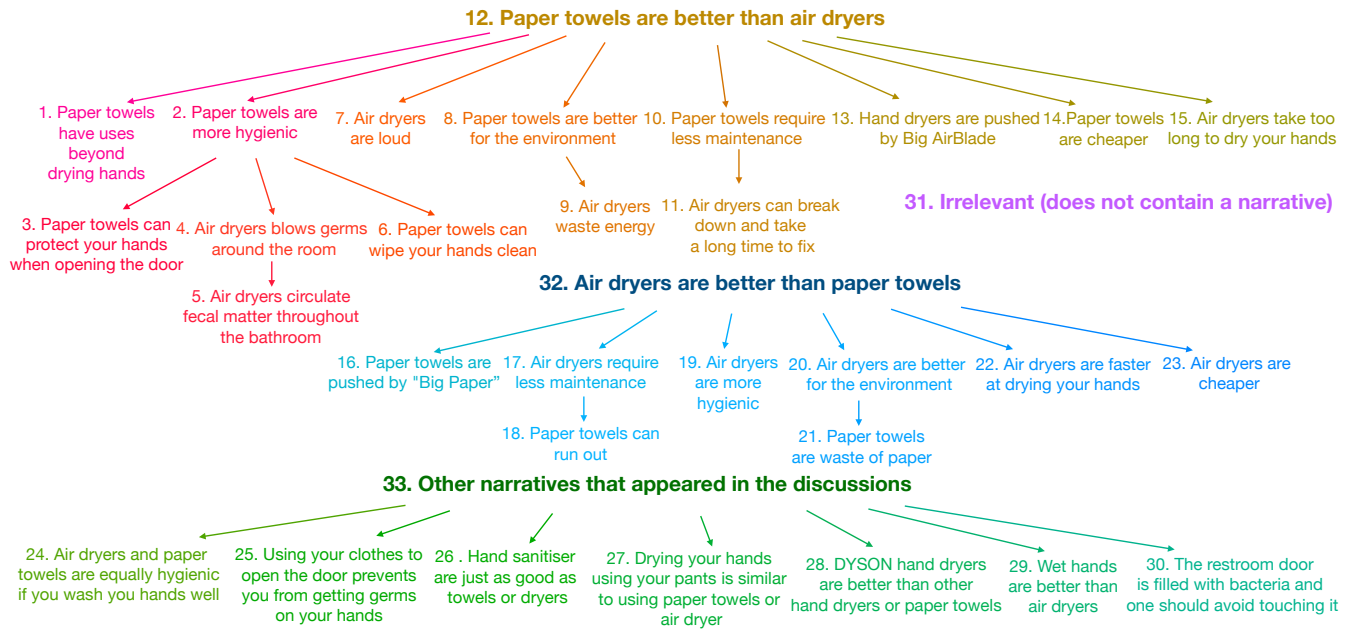 12. Paper towels are better than air dryers
1. Paper towels
have uses
beyond
drying hands
2. Paper towels are
more hygienic
7. Air dryers
are loud
8. Paper towels are better
for the environment
10. Paper towels require
less maintenance
13. Hand dryers are pushed
by Big AirBlade
14.Paper towels
are cheaper
15. Air dryers take too
long to dry your hands
3. Paper towels can
protect your hands
when opening the door
4. Air dryers blows germs
around the room
6. Paper towels can
wipe your hands clean
9. Air dryers
waste energy
11. Air dryers can break
down and take
a long time to fix
31. Irrelevant (does not contain a narrative)
5. Air dryers circulate
fecal matter throughout
the bathroom
32. Air dryers are better than paper towels
16. Paper towels are
pushed by "Big Paper”
17. Air dryers require
less maintenance
19. Air dryers
are more
hygienic
20. Air dryers are better
for the environment
22. Air dryers are faster
at drying your hands
23. Air dryers are
cheaper
18. Paper towels can
run out
21. Paper towels
are waste of paper
33. Other narratives that appeared in the discussions
24. Air dryers and paper
towels are equally hygienic
if you wash you hands well
25. Using your clothes to
open the door prevents
you from getting germs
on your hands
26 . Hand sanitiser
are just as good as
towels or dryers
27. Drying your hands
using your pants is similar
to using paper towels or
air dryer
28. DYSON hand dryers
are better than other
hand dryers or paper towels
29. Wet hands
are better than
air dryers
30. The restroom door
is filled with bacteria and
one should avoid touching it